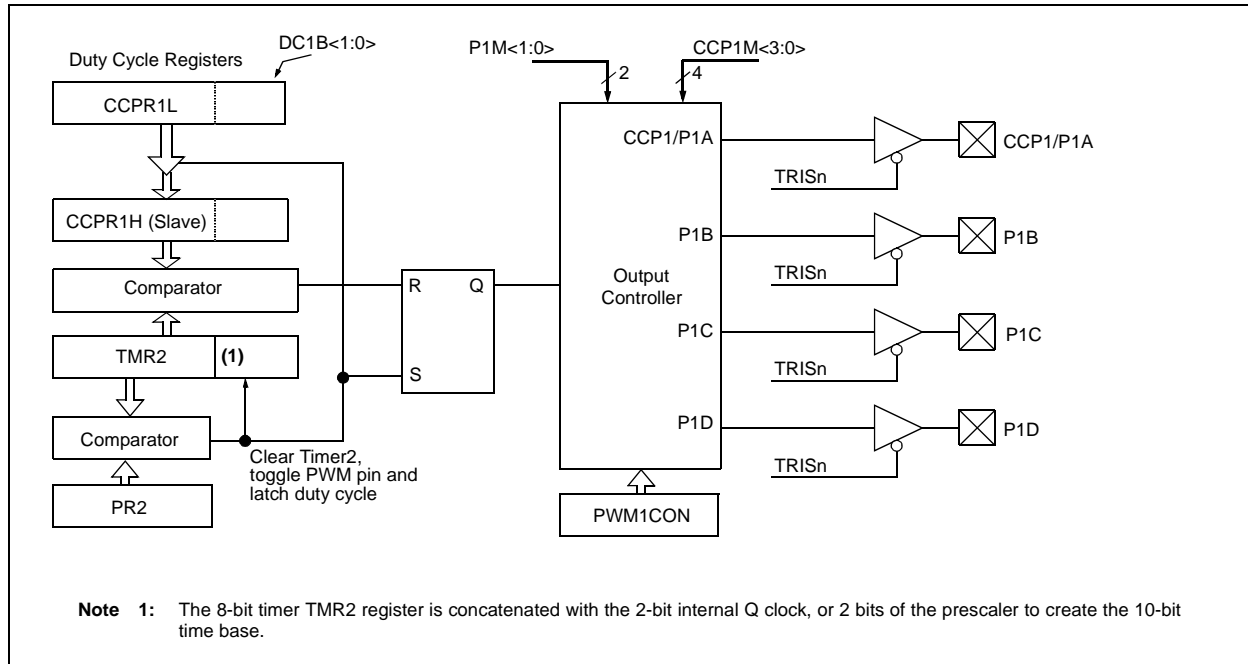 DC1B<1:0>
Duty Cycle Registers
CCPR1L
CCPR1H (Slave)
Comparator
TMR2
(1)
Comparator
PR2
Clear Timer2,
toggle PWM pin and
latch duty cycle
R
Q
S
P1M<1:0>
2
CCP1M<3:0>
4
CCP1/P1A
P1B
Output
Controller
P1C
P1D
PWM1CON
TRISn
CCP1/P1A
TRISn
P1B
TRISn
P1C
TRISn
P1D
Note 1: The 8-bit timer TMR2 register is concatenated with the 2-bit internal Q clock, or 2 bits of the prescaler to create the 10-bit
time base.